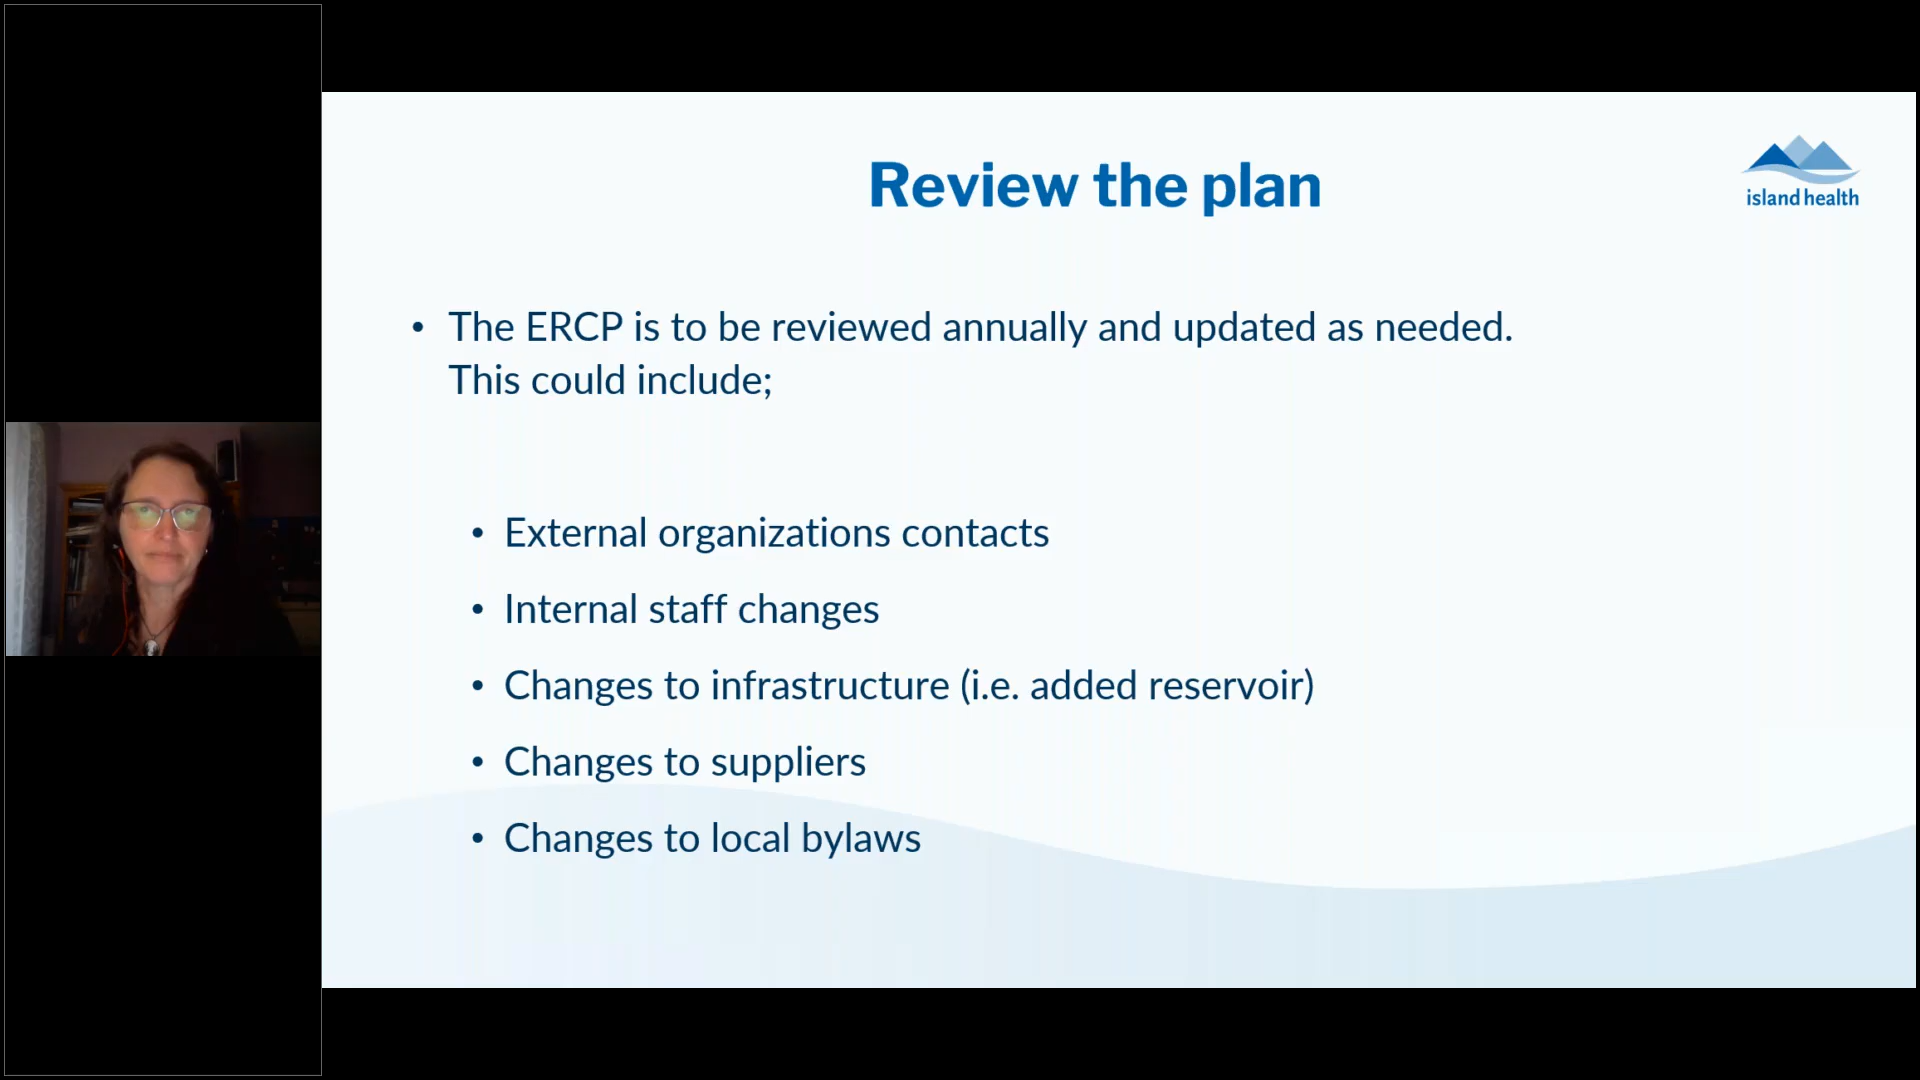 Review the plan
island health
• The ERCP is to be reviewed annually and updated as needed.
This could include;
• External organizations contacts
• Internal staff changes
• Changes to infrastructure (i.e. added reservoir)
• Changes to suppliers
• Changes to local bylaws